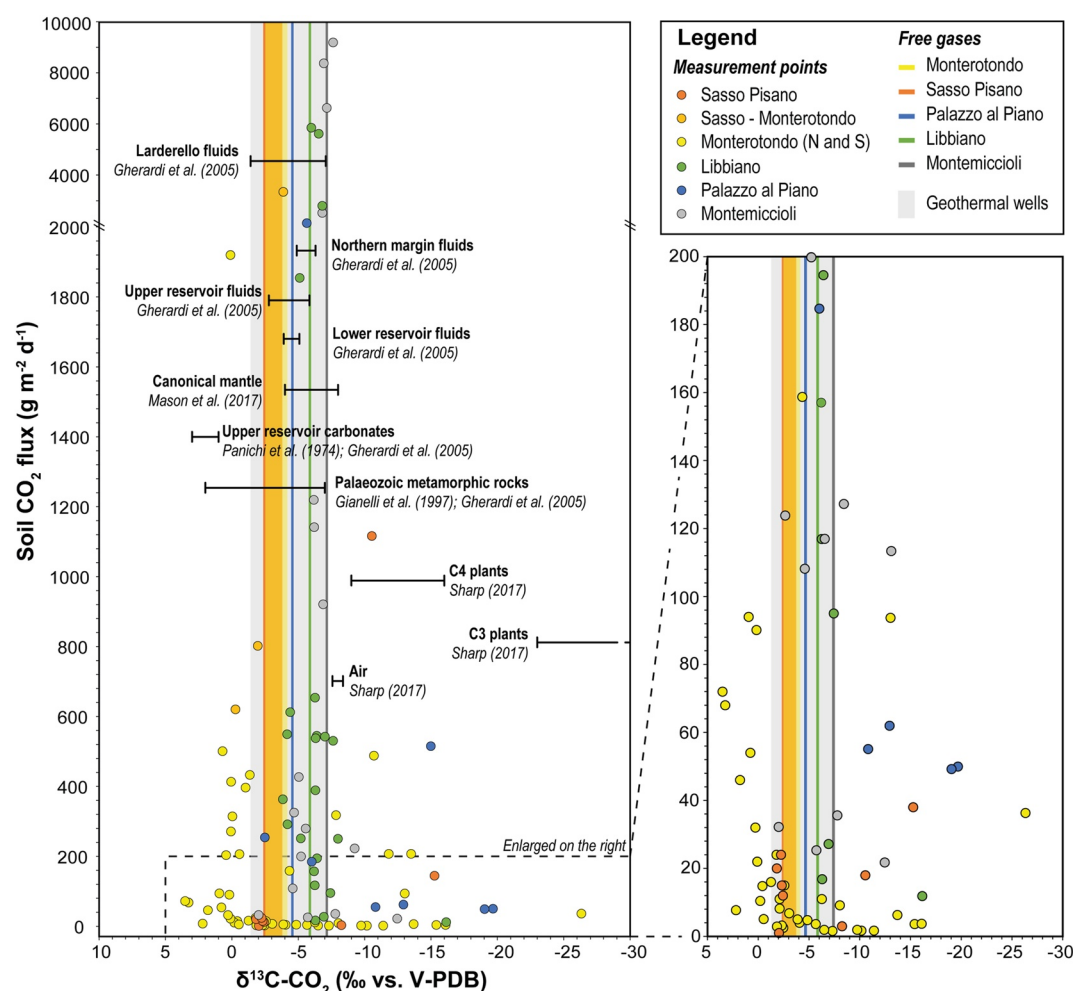 10000
8000
6000
4000
2000
1800
1600
1400
1200
1000
800
600
400
200
0
10
0
-5
-10
-15
-20
-25
-30
Soil CO2 flux (g m-2 d-1)
δ13C-CO2 (‰ vs. V-PDB)
Larderello fluids
Gherardi et al. (2005)
Northern margin fluids
Gherardi et al. (2005)
Upper reservoir fluids
Gherardi et al. (2005)
Lower reservoir fluids
Gherardi et al. (2005)
Canonical mantle
Mason et al. (2017)
Upper reservoir carbonates
Panichi et al. (1974); Gherardi et al. (2005)
Palaeozoic metamorphic rocks
Gianelli et al. (1997); Gherardi et al. (2005)
C4 plants
Sharp (2017)
C3 plants
Sharp (2017)
Air
Sharp (2017)
Enlarged on the right
Legend
Measurement points
Sasso Pisano
Sasso - Monterotondo
Monterotondo (N and S)
Libbiano
Palazzo al Piano
Montemiccioli
Free gases
Monterotondo
Sasso Pisano
Palazzo al Piano
Libbiano
Montemiccioli
Geothermal wells
200
180
160
140
120
100
80
60
40
20
0
5
0
-5
-10
-15
-20
-25
-30